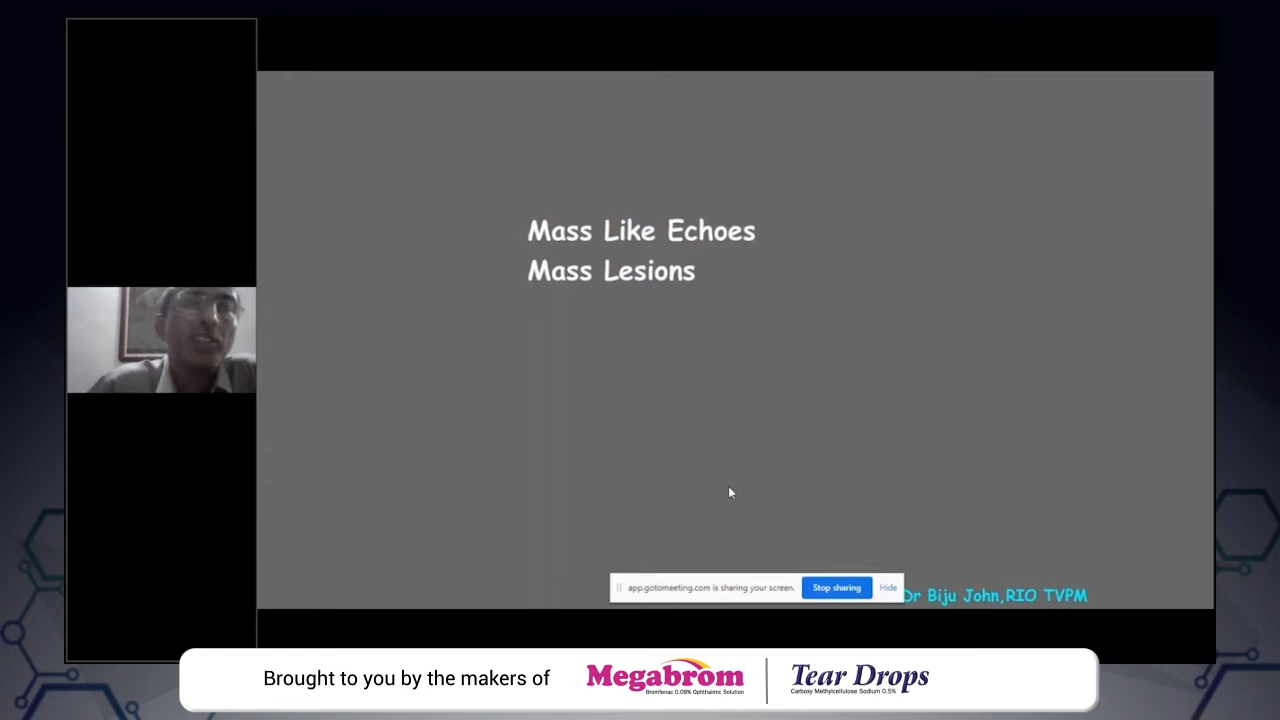 Mass Like Echoes
Mass Lesions
app.gotomeeting.com is sharing your screen.
Stop sharing
Hide
Dr Biju John,RIO TVPM
Brought to you by the makers of
Megabrom
Bromfenac 0.09% Ophthalmic Solution
Tear Drops
Carboxy Methylcellulose Sodium 0.5%